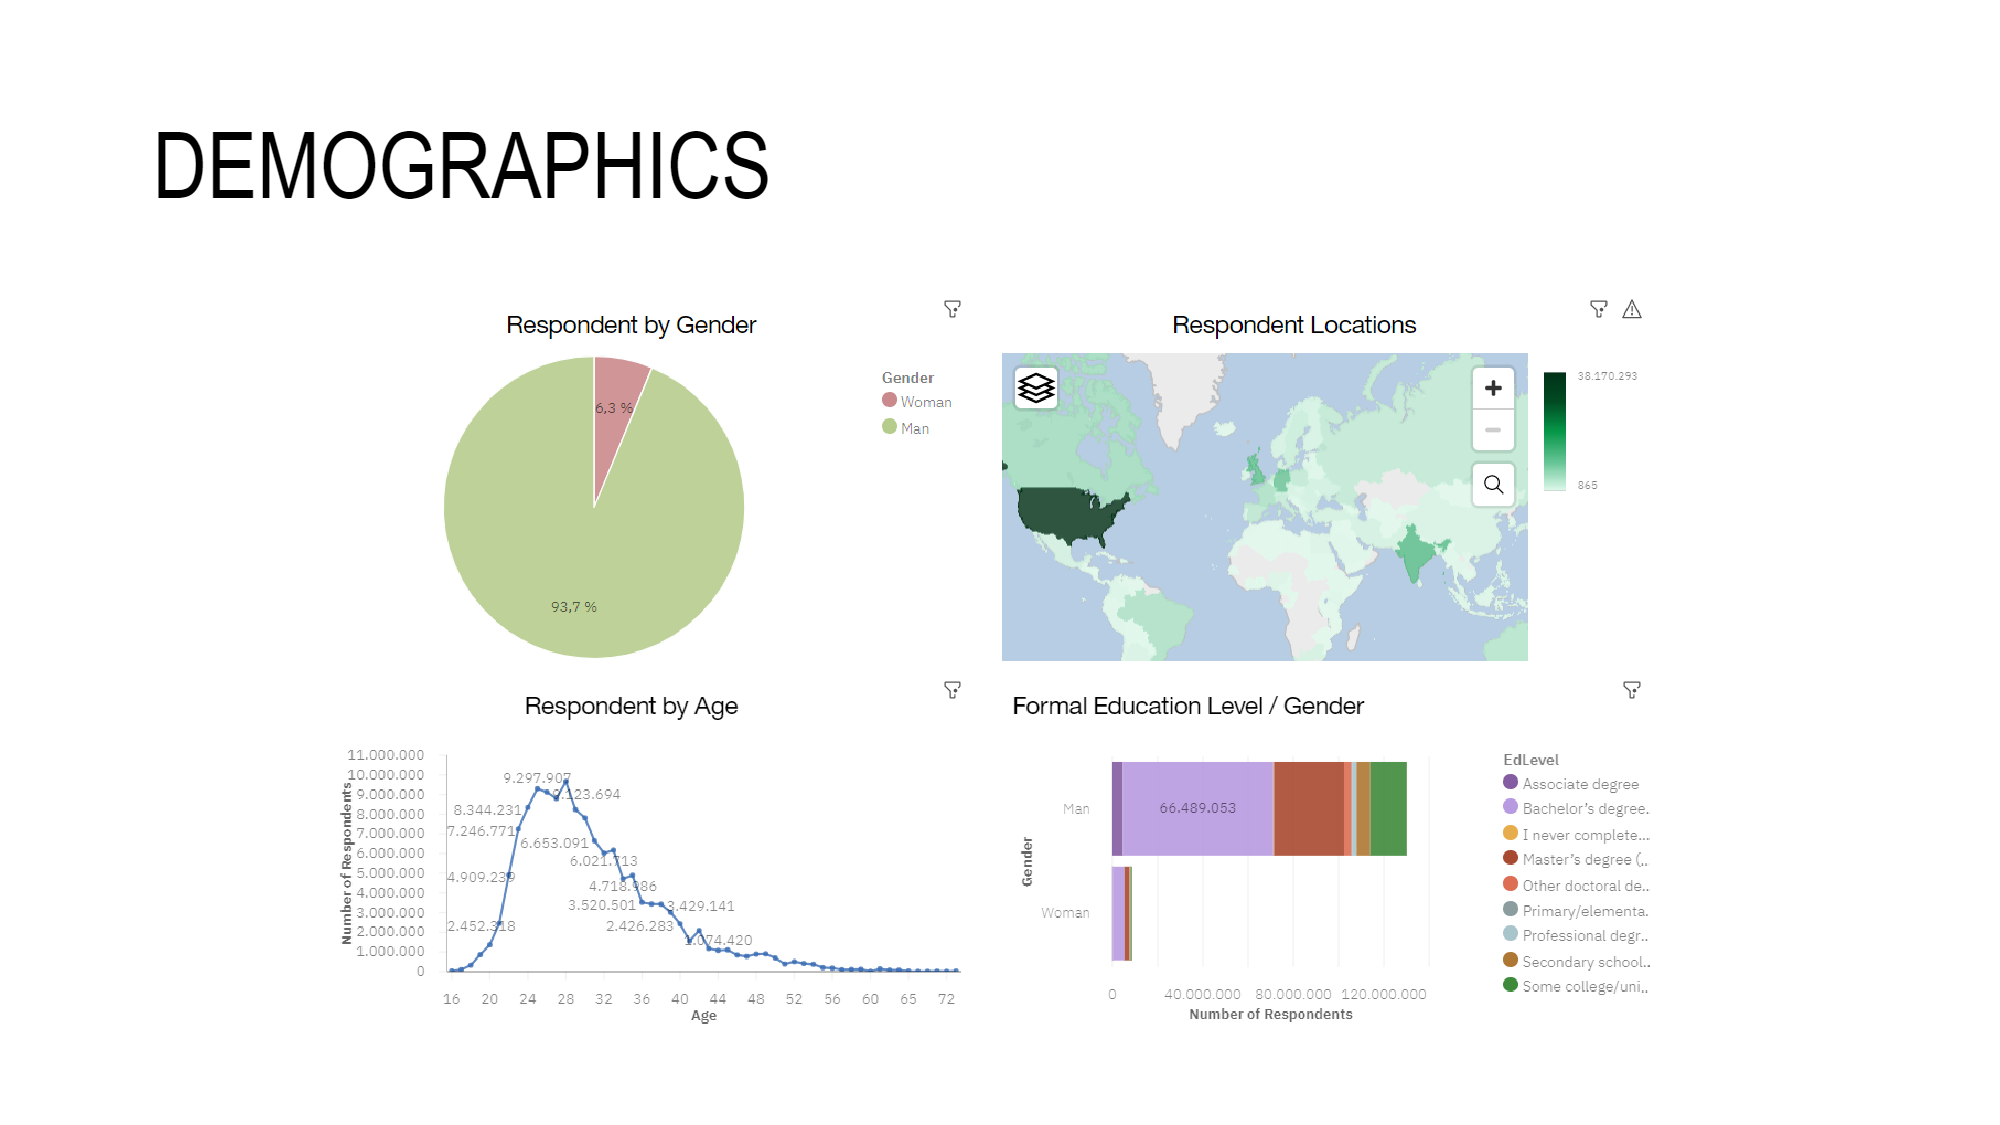 DEMOGRAPHICS
Respondent by Gender
6,3 %
93,7 %
Gender
Woman
Man
Respondent Locations
38.170.293
865
Respondent by Age
Number of Respondents
11.000.000
10.000.000
9.000.000
8.000.000
7.000.000
6.000.000
5.000.000
4.000.000
3.000.000
2.000.000
1.000.000
0
9.297.907
8.344.231
7.246.771
6.653.091
6.021.713
4.909.239
4.718.986
3.520.501
3.429.141
2.452.318
2.426.283
1.074.420
16 20 24 28 32 36 40 44 48 52 56 60 65 72
Age
Formal Education Level / Gender
Gender
Man
66.489.053
Woman
0 40.000.000 80.000.000 120.000.000
Number of Respondents
EdLevel
Associate degree
Bachelor's degree.
I never complete...
Master's degree (,.
Other doctoral de..
Primary/elementa.
Professional degr..
Secondary school..
Some college/uni,.